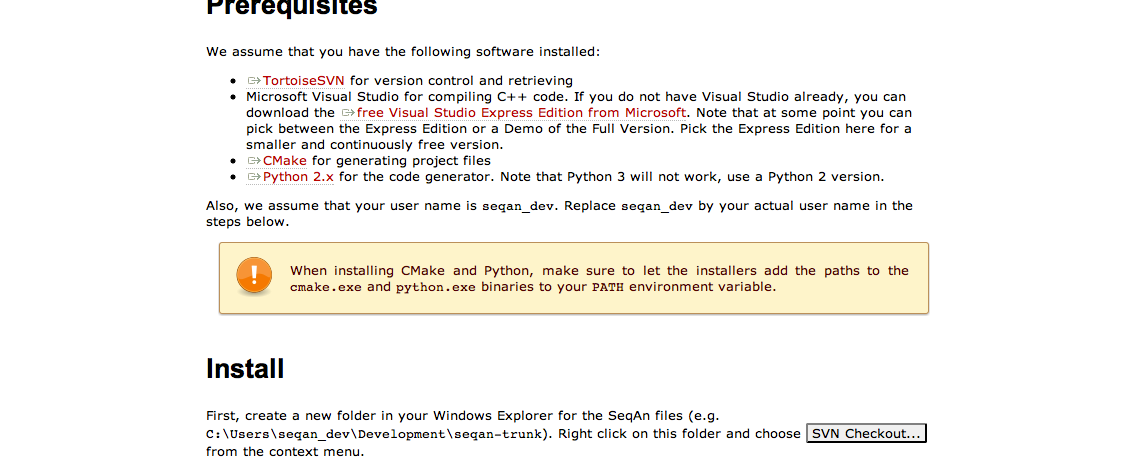 Prerequisites
We assume that you have the following software installed:
TortoiseSVN for version control and retrieving
Microsoft Visual Studio for compiling C++ code. If you do not have Visual Studio already, you can
download the free Visual Studio Express Edition from Microsoft. Note that at some point you can
pick between the Express Edition or a Demo of the Full Version. Pick the Express Edition here for a
smaller and continuously free version.
CMake for generating project files
Python 2.x for the code generator. Note that Python 3 will not work, use a Python 2 version.
Also, we assume that your user name is seqan_dev. Replace seqan_dev by your actual user name in the
steps below.
When installing CMake and Python, make sure to let the installers add the paths to the
cmake.exe and python.exe binaries to your PATH environment variable.
Install
First, create a new folder in your Windows Explorer for the SeqAn files (e.g.
C:\Users\seqan_dev\Development\seqan-trunk). Right click on this folder and choose SVN Checkout...
from the context menu.